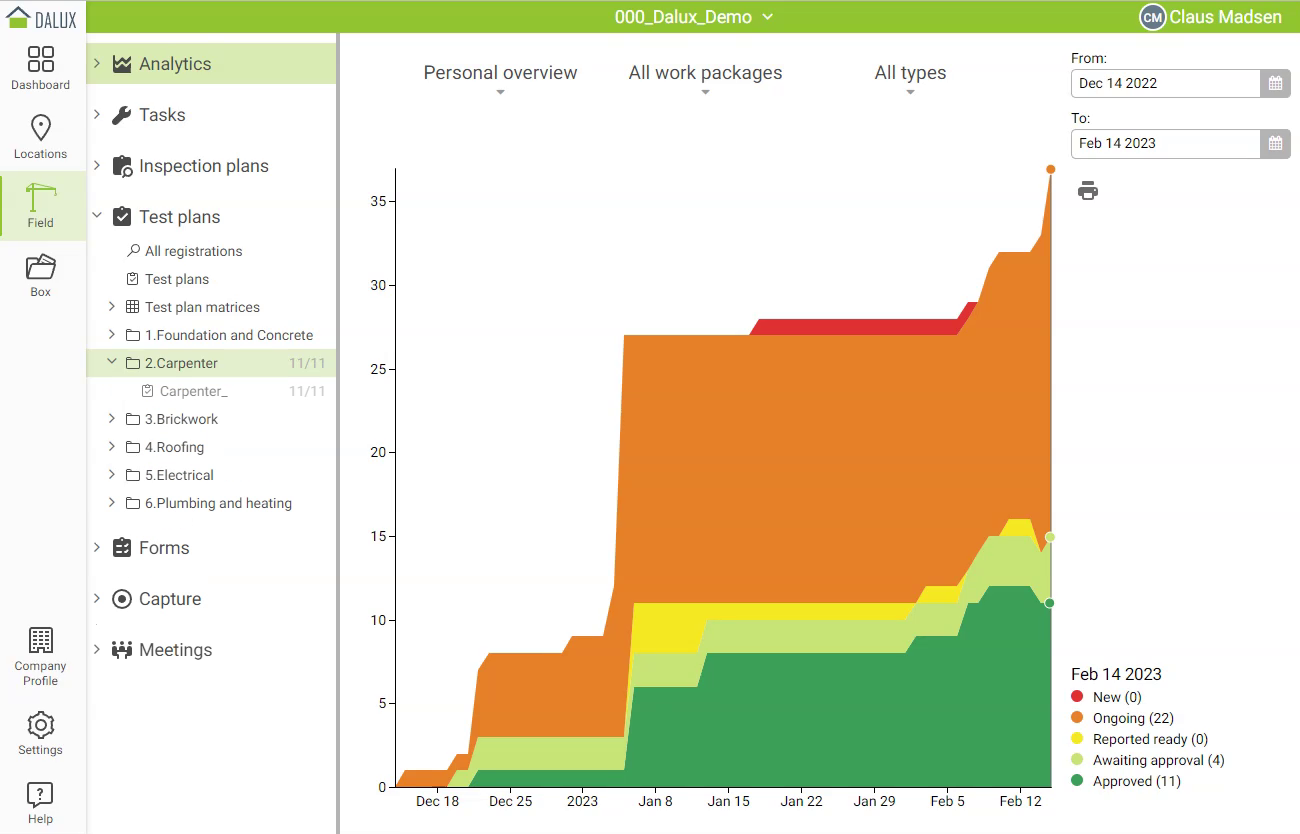 DALUX
000_Dalux_Demo
CM Claus Madsen
Dashboard
Locations
Field
Box
Company
Profile
Settings
Help
Analytics
Tasks
Inspection plans
Test plans
All registrations
Test plans
Test plan matrices
1.Foundation and Concrete
2.Carpenter 11/11
Carpenter_ 11/11
3.Brickwork
4.Roofing
5.Electrical
6.Plumbing and heating
Forms
Capture
Meetings
Personal overview All work packages All types
35
30
25
20
15
10
5
0
Dec 18 Dec 25 2023 Jan 8 Jan 15 Jan 22 Jan 29 Feb 5 Feb 12
From:
Dec 14 2022
To:
Feb 14 2023
Feb 14 2023
New (0)
Ongoing (22)
Reported ready (0)
Awaiting approval (4)
Approved (11)